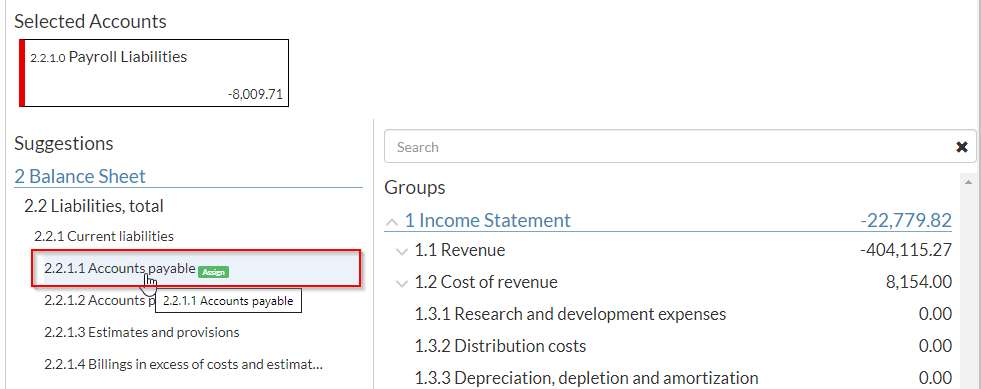 Selected Accounts
2.2.1.0 Payroll Liabilities
-8,009.71
Suggestions
2 Balance Sheet
2.2 Liabilities, total
2.2.1 Current liabilities
2.2.1.1 Accounts payable Assign
2.2.1.2 Accounts p
2.2.1.1 Accounts payable
2.2.1.3 Estimates and provisions
2.2.1.4 Billings in excess of costs and estimat...
Search
Groups
1 Income Statement -22,779.82
1.1 Revenue -404,115.27
1.2 Cost of revenue 8,154.00
1.3.1 Research and development expenses 0.00
1.3.2 Distribution costs 0.00
1.3.3 Depreciation, depletion and amortization 0.00